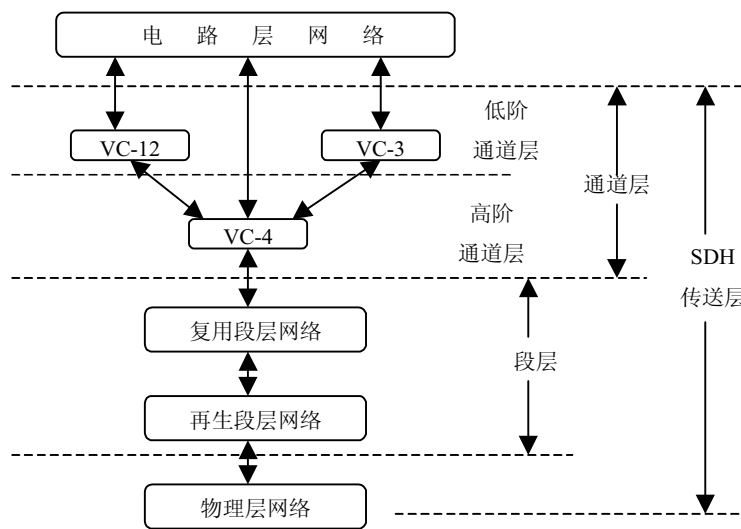 电 路 层 网 络
低阶
通道层
VC-12
VC-3
通道层
高阶
通道层
VC-4
SDH
传送层
复用段层网络
段层
再生段层网络
物理层网络